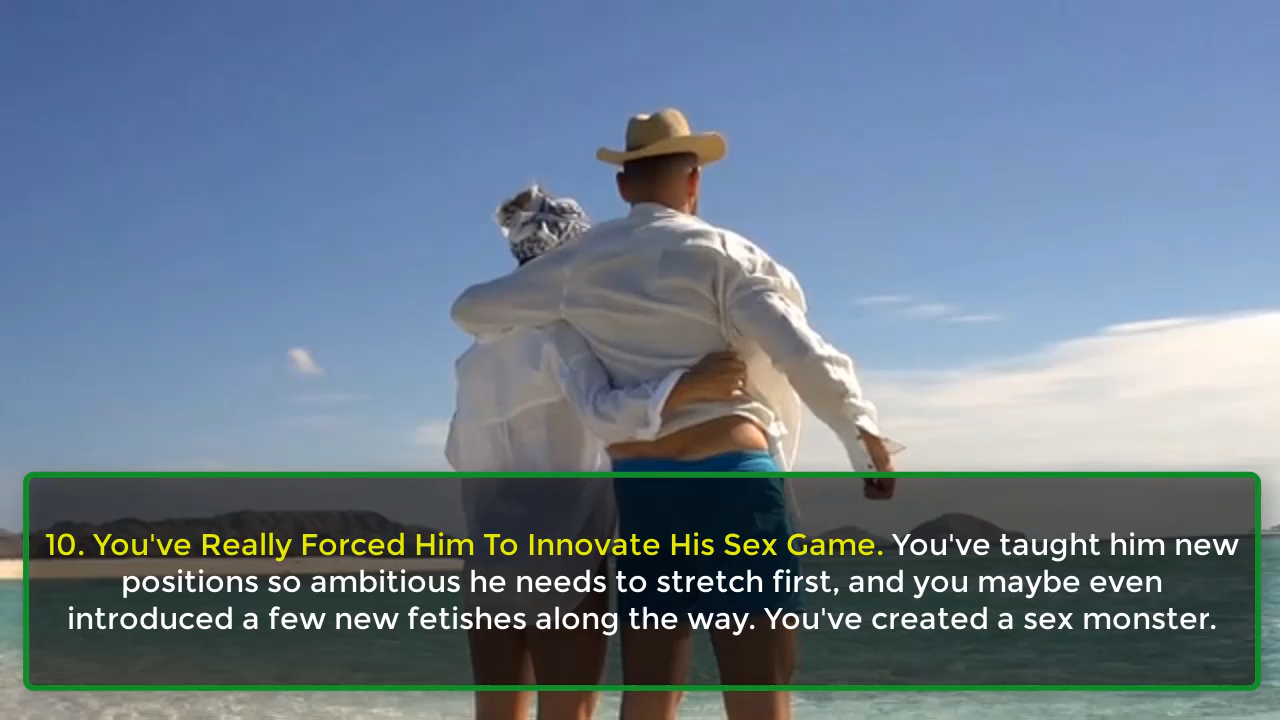 10. You've Really Forced Him To Innovate His Sex Game. You've taught him new
positions so ambitious he needs to stretch first, and you maybe even
introduced a few new fetishes along the way. You've created a sex monster.